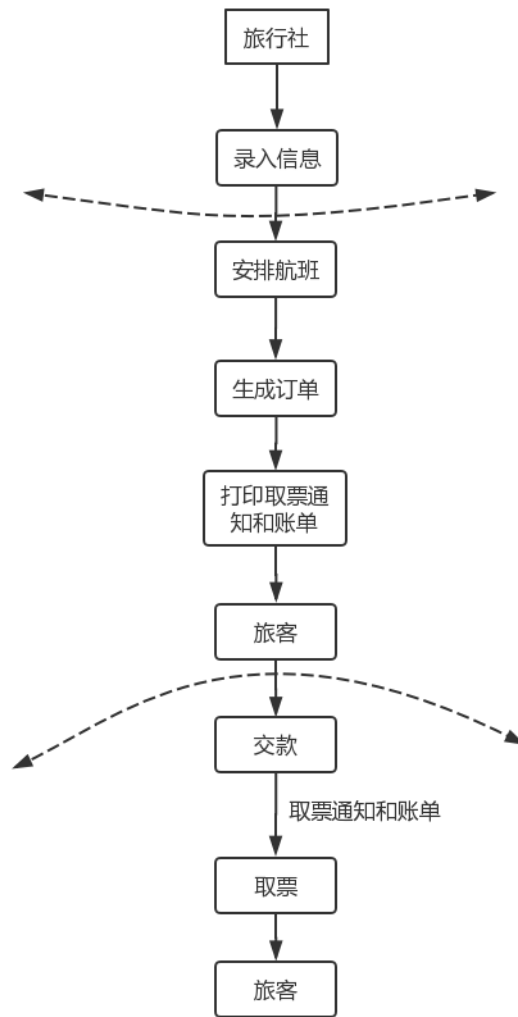 旅行社
录入信息
安排航班
生成订单
打印取票通
知和账单
旅客
交款
取票通知和账单
取票
旅客